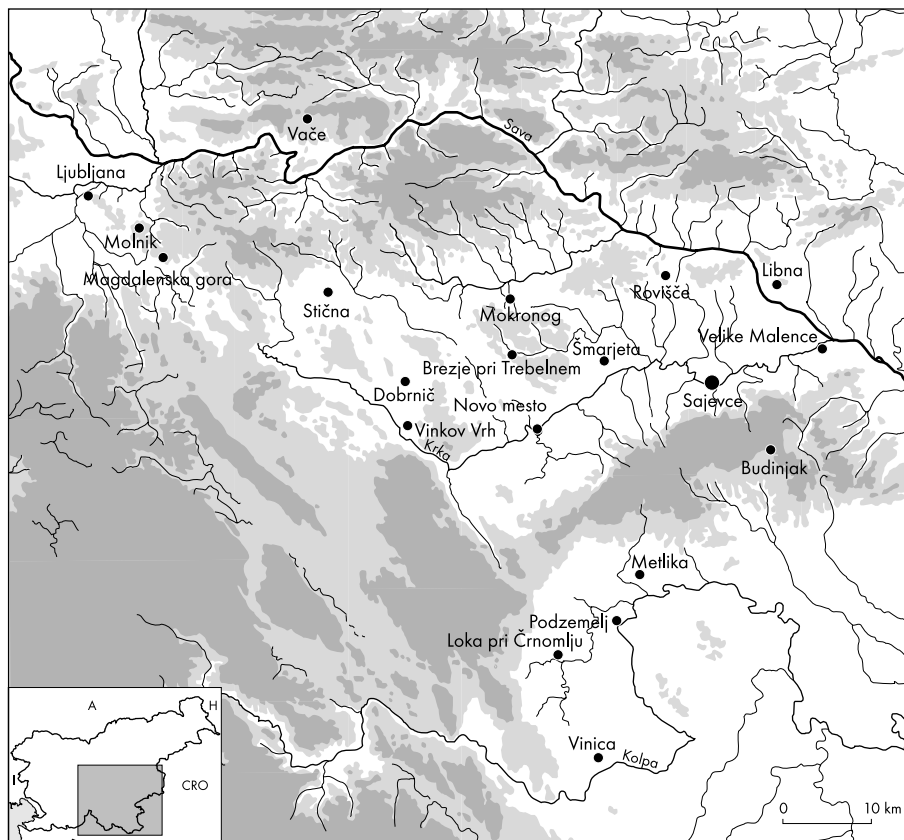 Vače
Sava
Ljubljana
Molnik
Magdalenska gora
Stična
Mokronog
Rovišče
Libna
Velike Malence
Šmarjeta
Brezje pri Trebelnem
Dobrnič
Sajevce
Novo mesto
Vinkov Vrh
Krka
Budinjak
Metlika
Podzemelj
Loka pri Črnomlju
Vinica
Kolpa
A
H
I
CRO
0 10 km